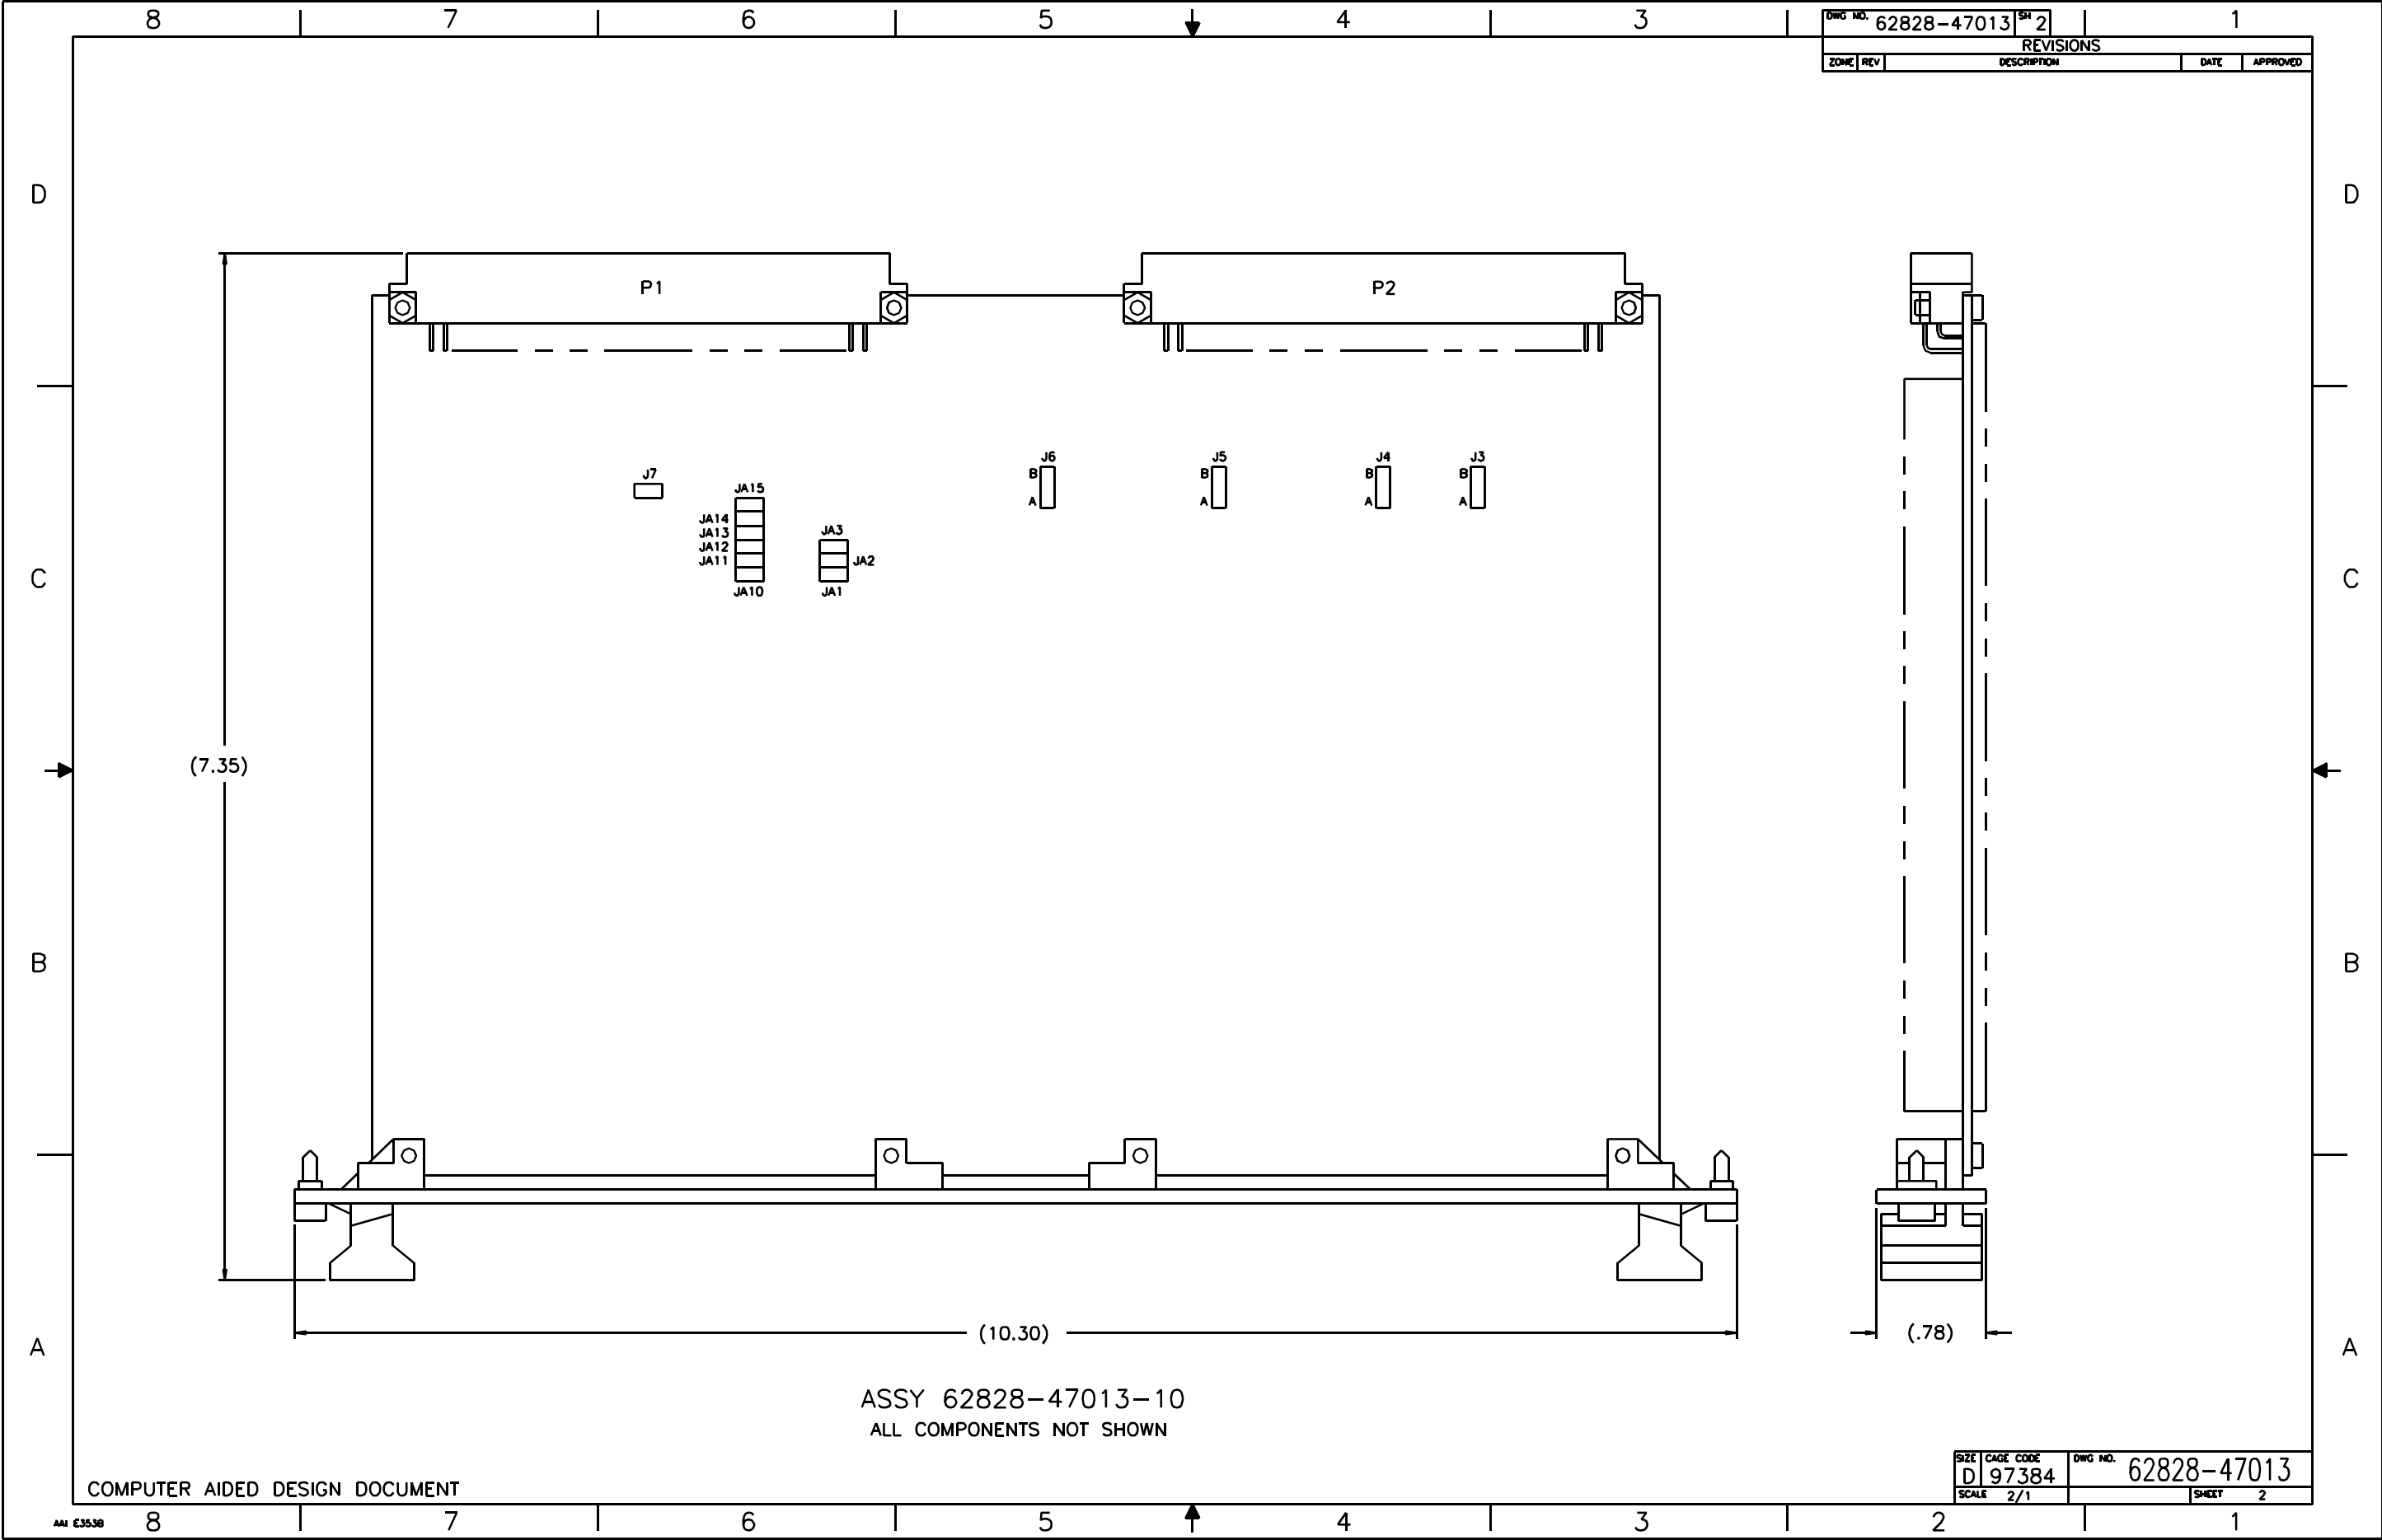 8 7 6 5 4 3 1
DWG NO. 62828-47013 SH 2
REVISIONS
ZONE REV DESCRIPTION DATE APPROVED
D D
P1 P2
J6 J5 J4 J3
B B B B
J7
JA15
A A A A
JA14
JA13
JA12
JA11
JA3
JA2
JA10 JA1
C C
(7.35)
B B
(10.30) (.78)
A A
ASSY 62828-47013-10
ALL COMPONENTS NOT SHOWN
COMPUTER AIDED DESIGN DOCUMENT
SIZE D CAGE CODE 97384 DWG NO. 62828-47013
SCALE 2/1 SHEET 2
AAI E3538
8 7 6 5 4 3 2 1